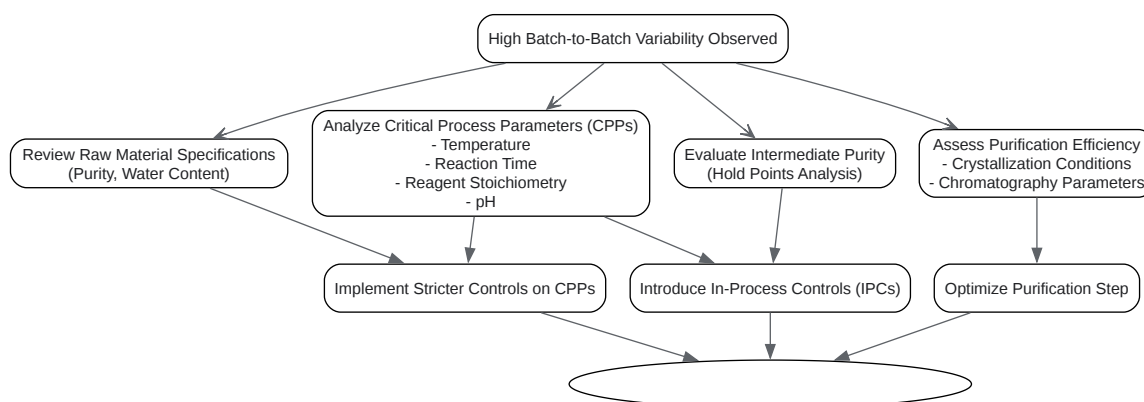 High Batch-to-Batch Variability Observed
Review Raw Material Specifications
(Purity, Water Content)
Analyze Critical Process Parameters (CPPs)
- Temperature
- Reaction Time
- Reagent Stoichiometry
- pH
Evaluate Intermediate Purity
(Hold Points Analysis)
Assess Purification Efficiency
- Crystallization Conditions
- Chromatography Parameters
Implement Stricter Controls on CPPs
Introduce In-Process Controls (IPCs)
Optimize Purification Step